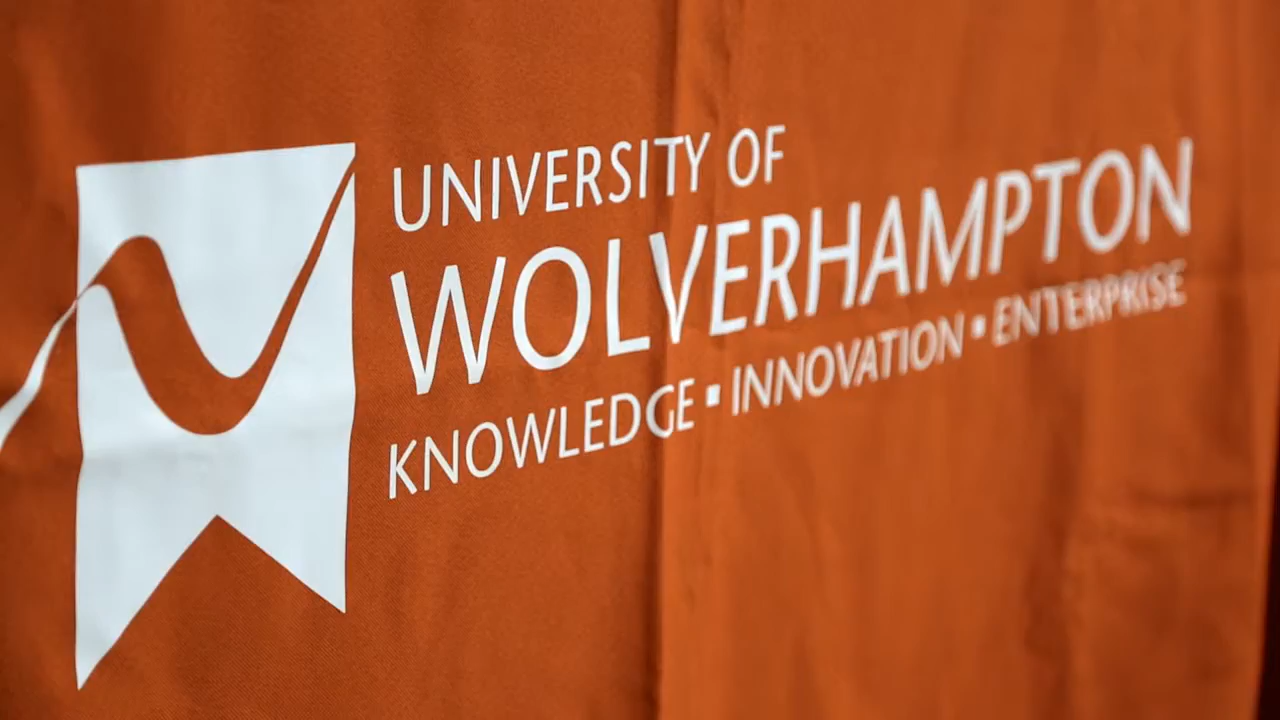 UNIVERSITY OF
WOLVERHAMPTON
KNOWLEDGE ▪ INNOVATION ▪ ENTERPRISE